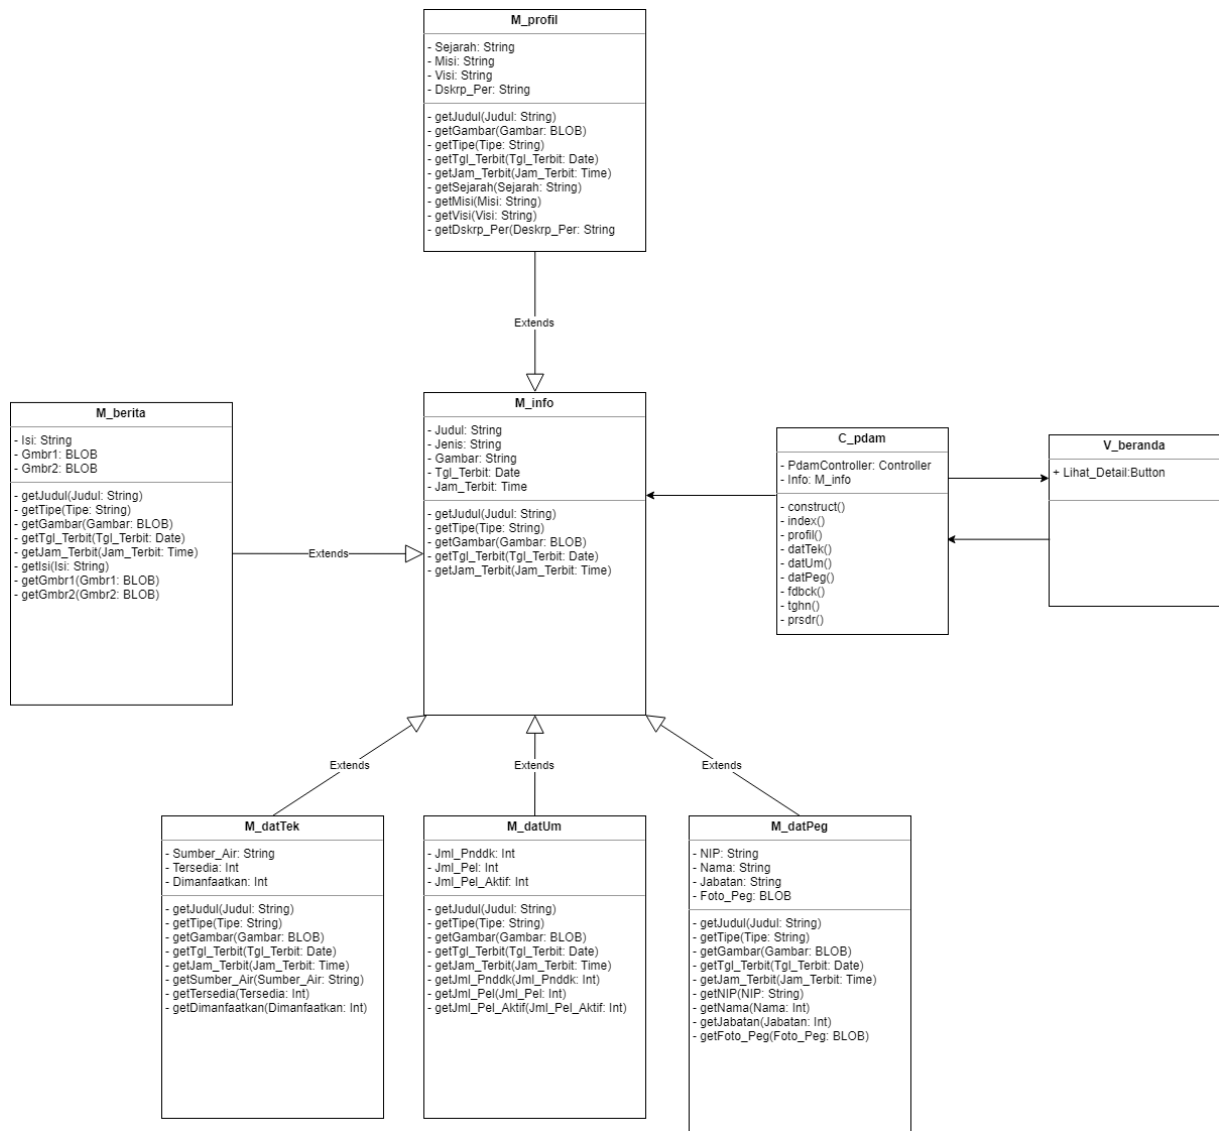 M_profil
- Sejarah: String
- Misi: String
- Visi: String
- Dskrp_Per: String
- getJudul(Judul: String)
- getGambar(Gambar: BLOB)
- getTipe(Tipe: String)
- getTgl_Terbit(Tgl_Terbit: Date)
- getJam_Terbit(Jam_Terbit: Time)
- getSejarah(Sejarah: String)
- getMisi(Misi: String)
- getVisi(Visi: String)
- getDskrp_Per(Deskrp_Per: String
Extends
M_berita
- Isi: String
- Gmbr1: BLOB
- Gmbr2: BLOB
- getJudul(Judul: String)
- getTipe(Tipe: String)
- getGambar(Gambar: BLOB)
- getTgl_Terbit(Tgl_Terbit: Date)
- getJam_Terbit(Jam_Terbit: Time)
- getIsi(Isi: String)
- getGmbr1(Gmbr1: BLOB)
- getGmbr2(Gmbr2: BLOB)
Extends
M_info
- Judul: String
- Jenis: String
- Gambar: String
- Tgl_Terbit: Date
- Jam_Terbit: Time
- getJudul(Judul: String)
- getTipe(Tipe: String)
- getGambar(Gambar: BLOB)
- getTgl_Terbit(Tgl_Terbit: Date)
- getJam_Terbit(Jam_Terbit: Time)
C_pdam
- PdamController: Controller
- Info: M_info
- construct()
- index()
- profil()
- datTek()
- datUm()
- datPeg()
- fdbck()
- tghn()
- prsdr()
V_beranda
+ Lihat_Detail:Button
Extends
Extends
Extends
M_datTek
- Sumber_Air: String
- Tersedia: Int
- Dimanfaatkan: Int
- getJudul(Judul: String)
- getTipe(Tipe: String)
- getGambar(Gambar: BLOB)
- getTgl_Terbit(Tgl_Terbit: Date)
- getJam_Terbit(Jam_Terbit: Time)
- getSumber_Air(Sumber_Air: String)
- getTersedia(Tersedia: Int)
- getDimanfaatkan(Dimanfaatkan: Int)
M_datUm
- Jml_Pnddk: Int
- Jml_Pel: Int
- Jml_Pel_Aktif: Int
- getJudul(Judul: String)
- getTipe(Tipe: String)
- getGambar(Gambar: BLOB)
- getTgl_Terbit(Tgl_Terbit: Date)
- getJam_Terbit(Jam_Terbit: Time)
- getJml_Pnddk(Jml_Pnddk: Int)
- getJml_Pel(Jml_Pel: Int)
- getJml_Pel_Aktif(Jml_Pel_Aktif: Int)
M_datPeg
- NIP: String
- Nama: String
- Jabatan: String
- Foto_Peg: BLOB
- getJudul(Judul: String)
- getTipe(Tipe: String)
- getGambar(Gambar: BLOB)
- getTgl_Terbit(Tgl_Terbit: Date)
- getJam_Terbit(Jam_Terbit: Time)
- getNIP(NIP: String)
- getNama(Nama: Int)
- getJabatan(Jabatan: Int)
- getFoto_Peg(Foto_Peg: BLOB)